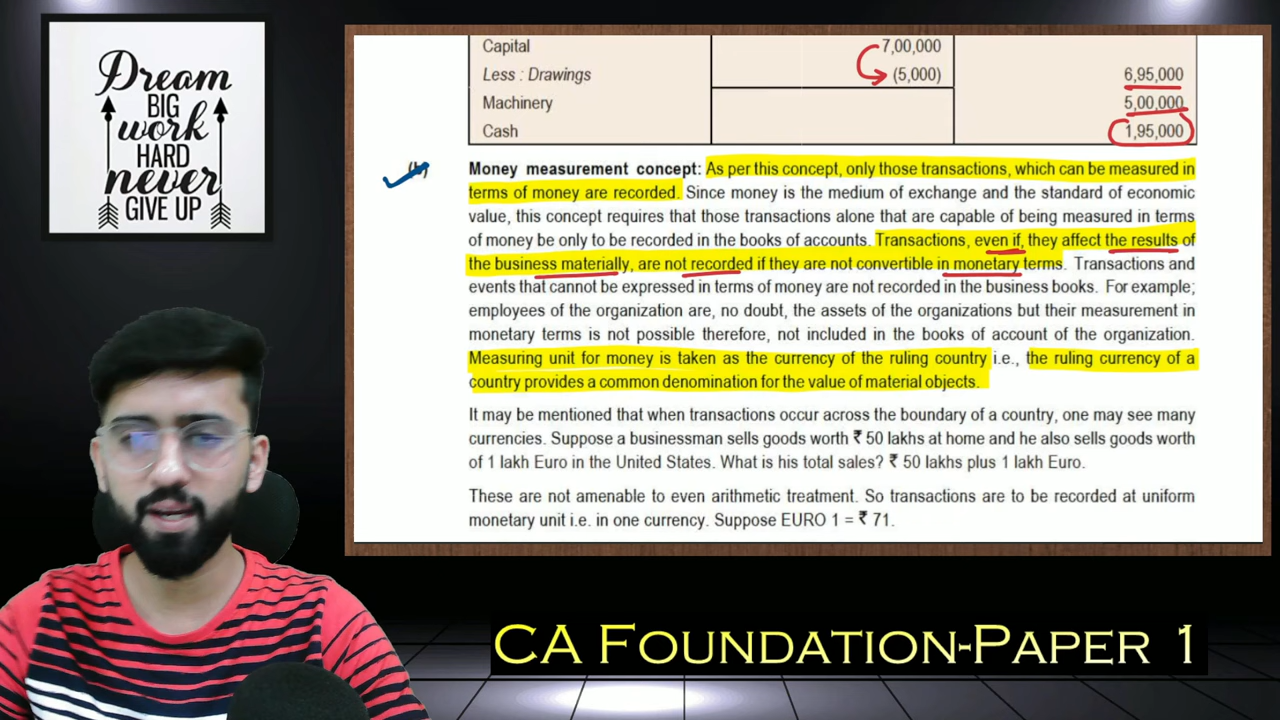 Dream
BIG
work
HARD
never
GIVE UP
Capital 7,00,000
Less : Drawings (5,000) 6,95,000
Machinery 5,00,000
Cash 1,95,000
Money measurement concept: As per this concept, only those transactions, which can be measured in
terms of money are recorded. Since money is the medium of exchange and the standard of economic
value, this concept requires that those transactions alone that are capable of being measured in terms
of money be only to be recorded in the books of accounts. Transactions, even if, they affect the results of
the business materially, are not recorded if they are not convertible in monetary terms. Transactions and
events that cannot be expressed in terms of money are not recorded in the business books. For example;
employees of the organization are, no doubt, the assets of the organizations but their measurement in
monetary terms is not possible therefore, not included in the books of account of the organization.
Measuring unit for money is taken as the currency of the ruling country i.e., the ruling currency of a
country provides a common denomination for the value of material objects.
It may be mentioned that when transactions occur across the boundary of a country, one may see many
currencies. Suppose a businessman sells goods worth ₹ 50 lakhs at home and he also sells goods worth
of 1 lakh Euro in the United States. What is his total sales? ₹ 50 lakhs plus 1 lakh Euro.
These are not amenable to even arithmetic treatment. So transactions are to be recorded at uniform
monetary unit i.e. in one currency. Suppose EURO 1 = ₹ 71.
CA FOUNDATION-PAPER 1